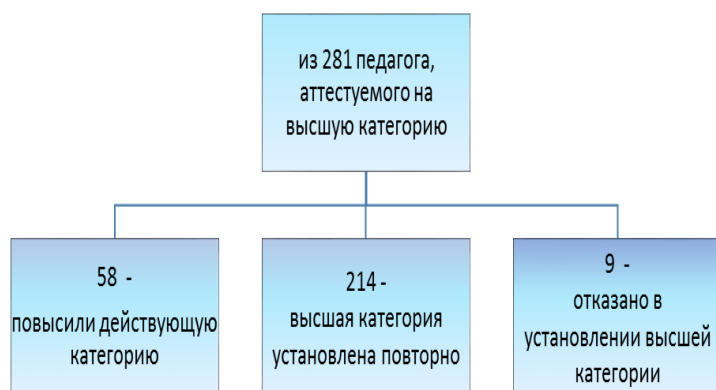 из 281 педагога,
аттестуемого на
высшую категорию
58 -
повысили действующую
категорию
214 -
высшая категория
установлена повторно
9 -
отказано в
установлении высшей
категории